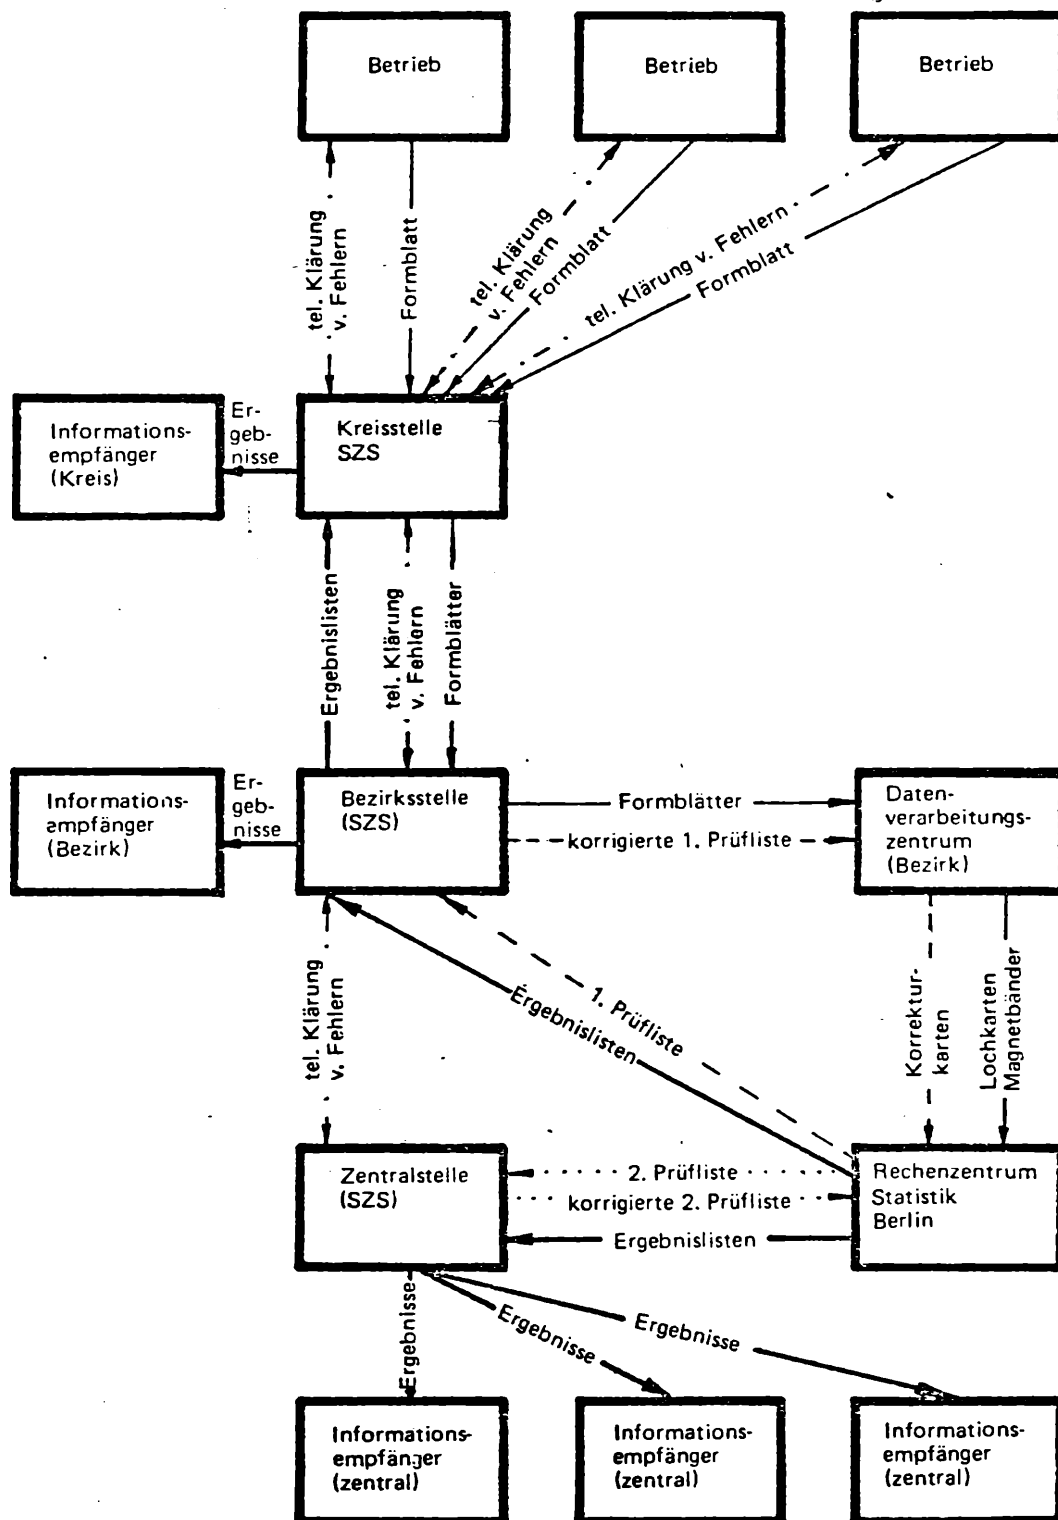 Betrieb
Betrieb
Betrieb
tel. Klärung
v. Fehlern
Formblatt
tel. Klärung
v. Fehlern
Formblatt
tel. Klärung v. Fehlern
Formblatt
Informations-
empfänger
(Kreis)
Er-
geb-
nisse
Kreisstelle
SZS
Ergebnislisten
tel. Klärung
v. Fehlern
Formblätter
Informations-
empfänger
(Bezirk)
Er-
geb-
nisse
Bezirksstelle
(SZS)
Formblätter
korrigierte 1. Prüfliste
Daten-
verarbeitungs-
zentrum
(Bezirk)
tel. Klärung
v. Fehlern
1. Prüfliste
Ergebnislisten
Korrektur-
karten
Lochkarten
Magnetbänder
Zentralstelle
(SZS)
2. Prüfliste
korrigierte 2. Prüfliste
Ergebnislisten
Rechenzentrum
Statistik
Berlin
Ergebnisse
Ergebnisse
Ergebnisse
Informations-
empfänger
(zentral)
Informations-
empfänger
(zentral)
Informations-
empfänger
(zentral)